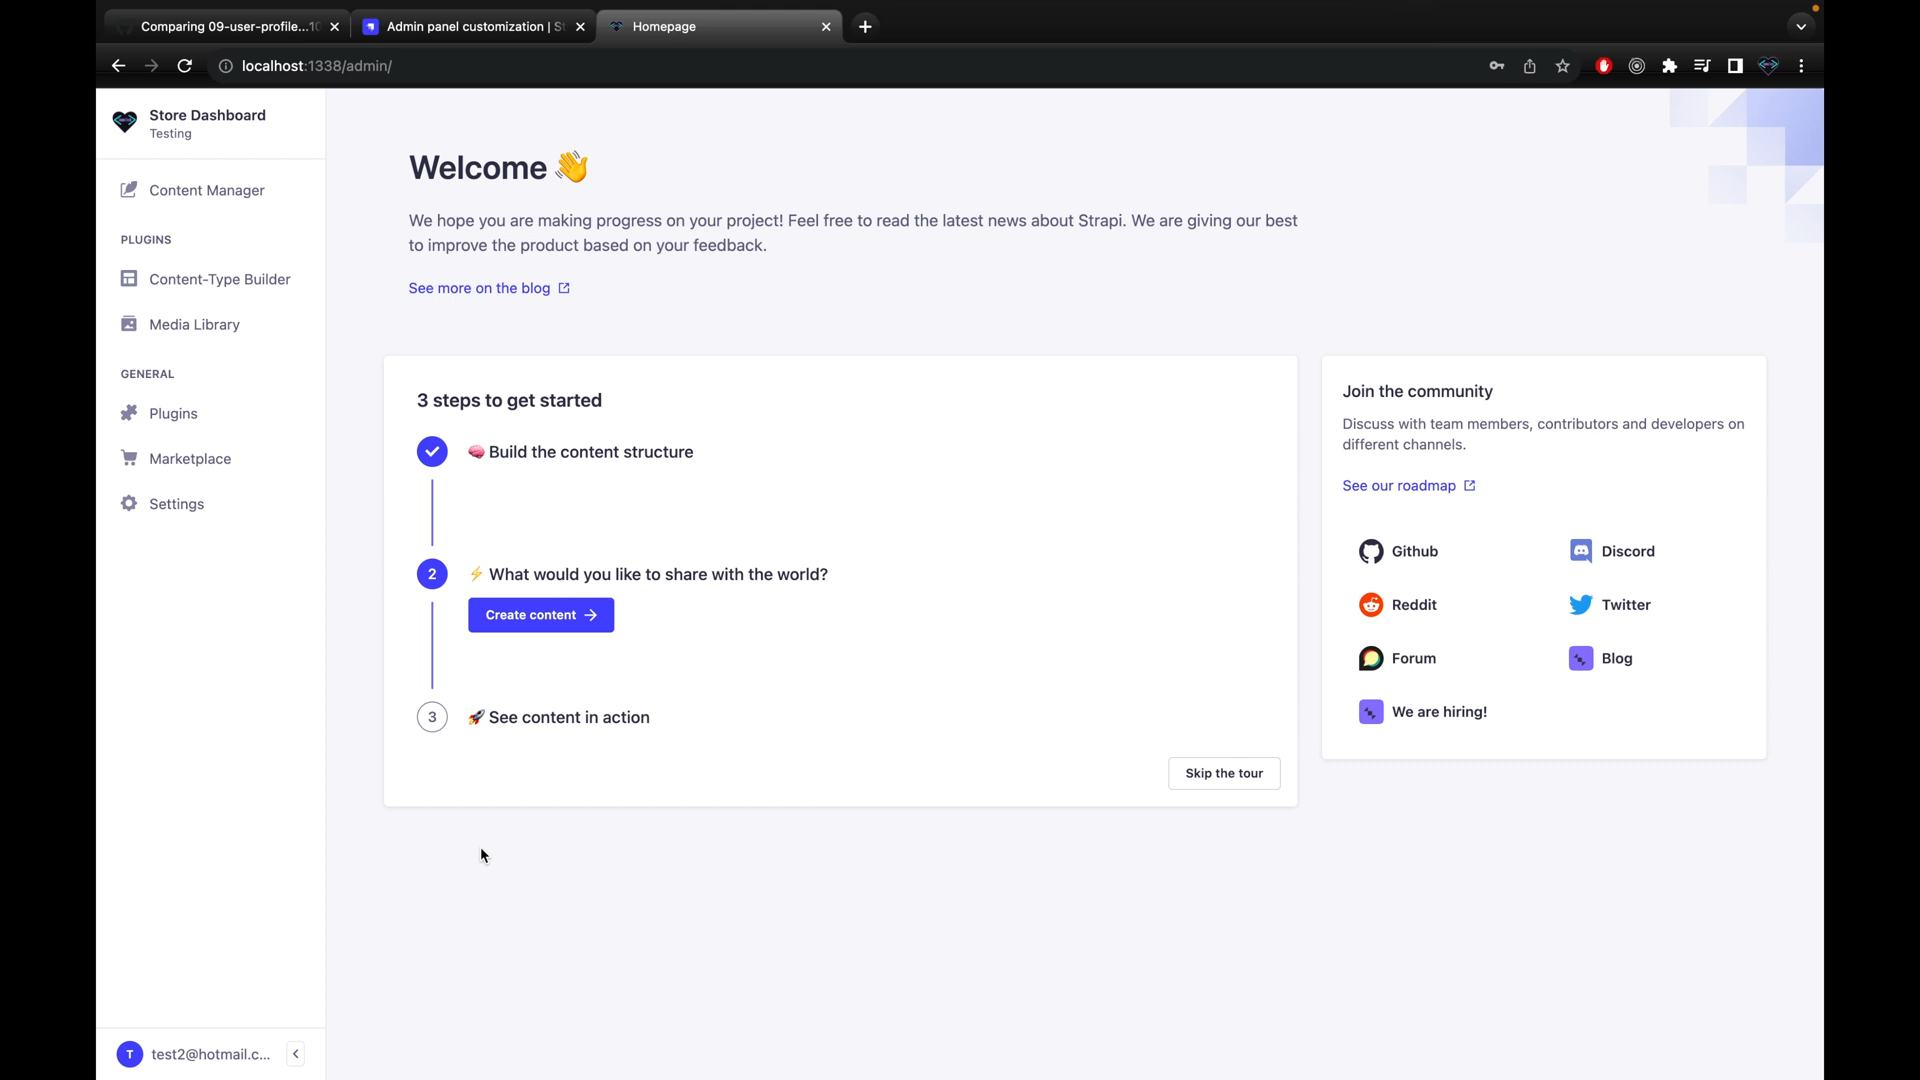 Comparing 09-user-profile...10
Admin panel customization | St
Homepage
localhost:1338/admin/
Store Dashboard
Testing
Content Manager
PLUGINS
Content-Type Builder
Media Library
GENERAL
Plugins
Marketplace
Settings
T test2@hotmail.c...
Welcome 👋
We hope you are making progress on your project! Feel free to read the latest news about Strapi. We are giving our best
to improve the product based on your feedback.
See more on the blog
3 steps to get started
🧠 Build the content structure
2 ⚡ What would you like to share with the world?
Create content
3 🚀 See content in action
Skip the tour
Join the community
Discuss with team members, contributors and developers on
different channels.
See our roadmap
Github
Discord
Reddit
Twitter
Forum
Blog
We are hiring!